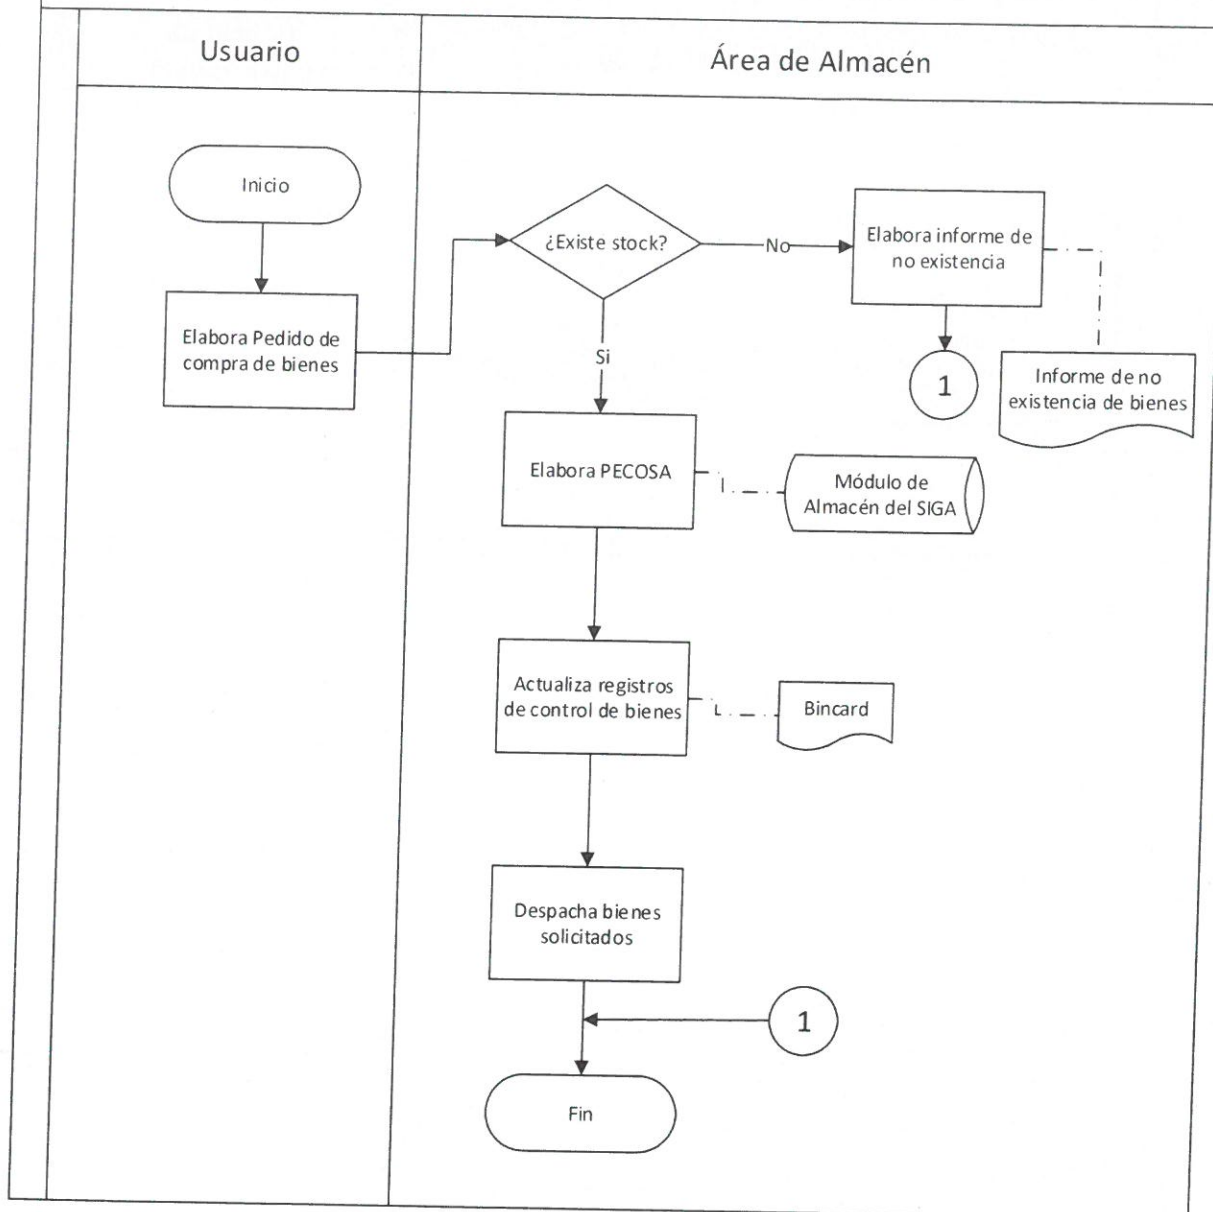 Usuario
Área de Almacén
Inicio
¿Existe stock?
No
Elabora informe de
no existencia
Elabora Pedido de
compra de bienes
Si
1
Informe de no
existencia de bienes
Elabora PECOSA
Módulo de
Almacén del SIGA
Actualiza registros
de control de bienes
Bincard
Despacha bienes
solicitados
1
Fin